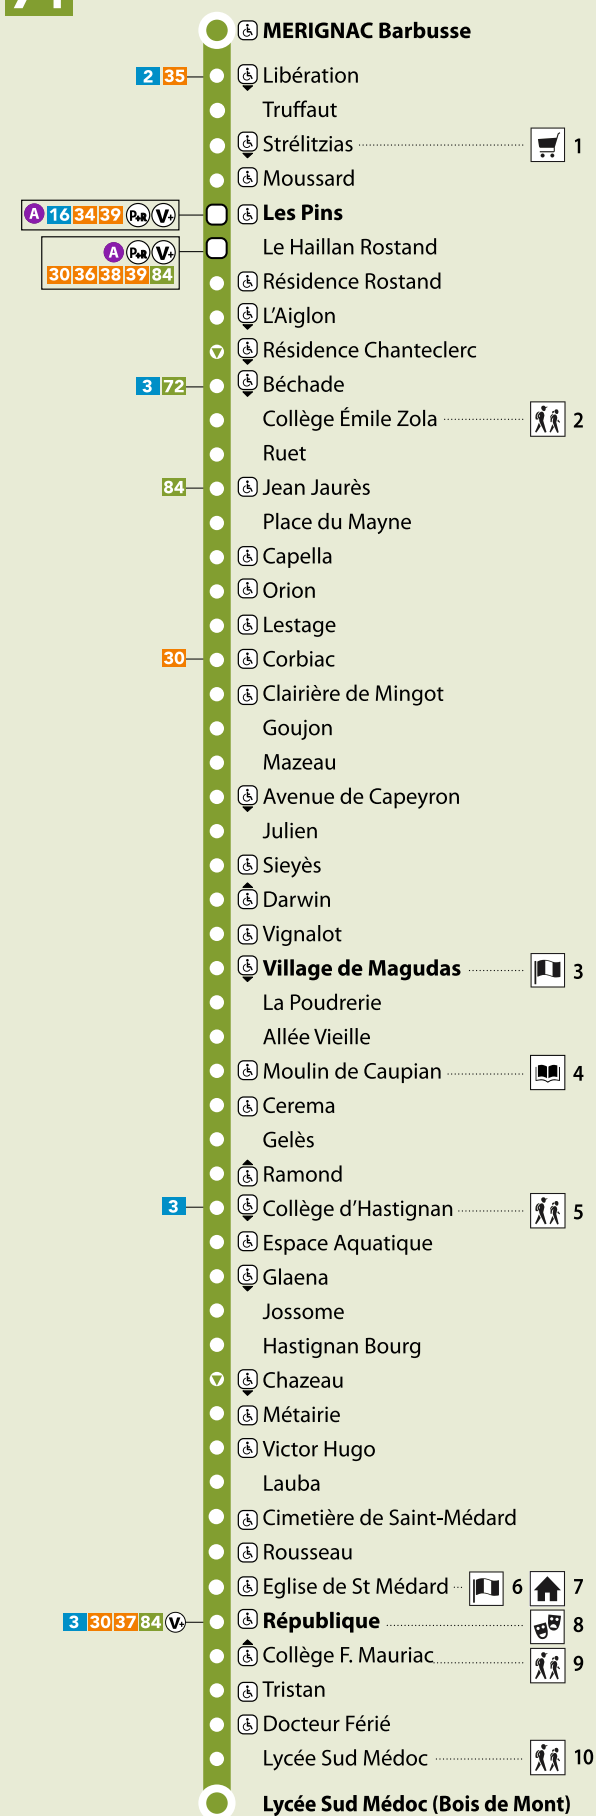 71
MERIGNAC Barbusse
2 35 Libération
Truffaut
Strélitzias 1
Moussard
A 16 34 39 P+R V+ Les Pins
A P+R V+ Le Haillan Rostand
30 36 38 39 84
Résidence Rostand
L'Aiglon
Résidence Chanteclerc
3 72 Béchade
Collège Émile Zola 2
Ruet
84 Jean Jaurès
Place du Mayne
Capella
Orion
Lestage
30 Corbiac
Clairière de Mingot
Goujon
Mazeau
Avenue de Capeyron
Julien
Sieyès
Darwin
Vignalot
Village de Magudas 3
La Poudrerie
Allée Vieille
Moulin de Caupian 4
Cerema
Gelès
Ramond
3 Collège d'Hastignan 5
Espace Aquatique
Glaena
Jossome
Hastignan Bourg
Chazeau
Métairie
Victor Hugo
Lauba
Cimetière de Saint-Médard
Rousseau
Eglise de St Médard 6 7
3 30 37 84 V+ République 8
Collège F. Mauriac 9
Tristan
Docteur Férié
Lycée Sud Médoc 10
Lycée Sud Médoc (Bois de Mont)